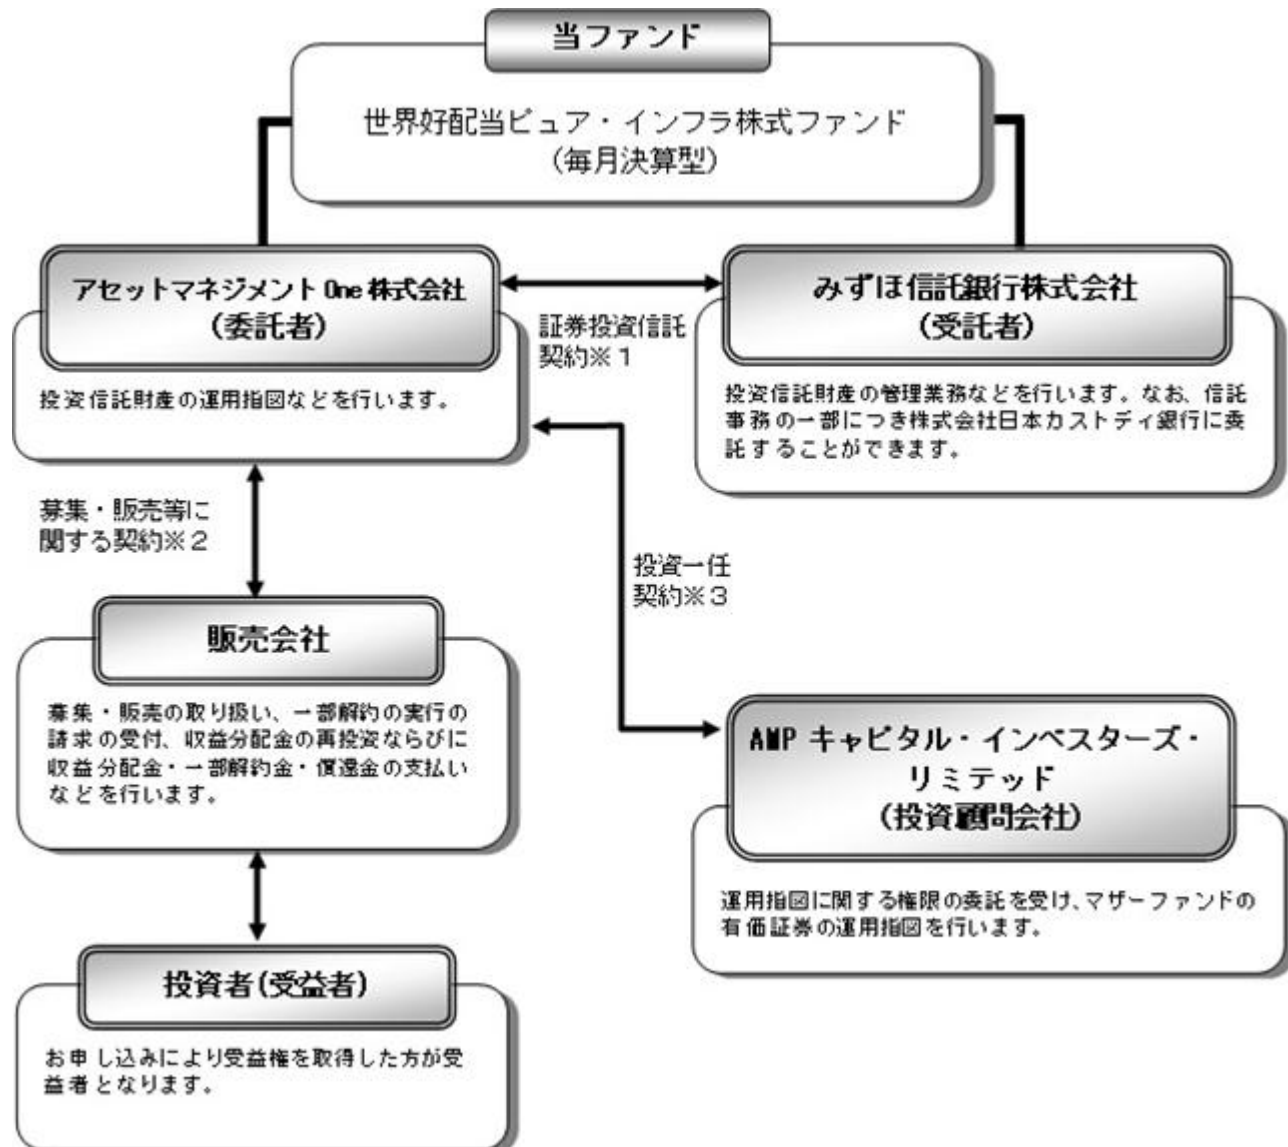 当ファンド
世界好配当ピュア・インフラ株式ファンド
（毎月決算型）
アセットマネジメント One 株式会社
（委託者）
投資信託財産の運用指図などを行います。
証券投資信託
契約※１
みずほ信託銀行株式会社
（受託者）
投資信託財産の管理業務などを行います。なお、信託
事務の一部につき株式会社日本カストディ銀行に委
託することができます。
募集・販売等に
関する契約※２
投資一任
契約※３
販売会社
募集・販売の取り扱い、一部解約の実行の
請求の受付、収益分配金の再投資ならびに
収益分配金・一部解約金・償還金の支払い
などを行います。
AMP キャピタル・インベスターズ・
リミテッド
（投資顧問会社）
運用指図に関する権限の委託を受け、マザーファンドの
有価証券の運用指図を行います。
投資者（受益者）
お申し込みにより受益権を取得した方が受
益者となります。